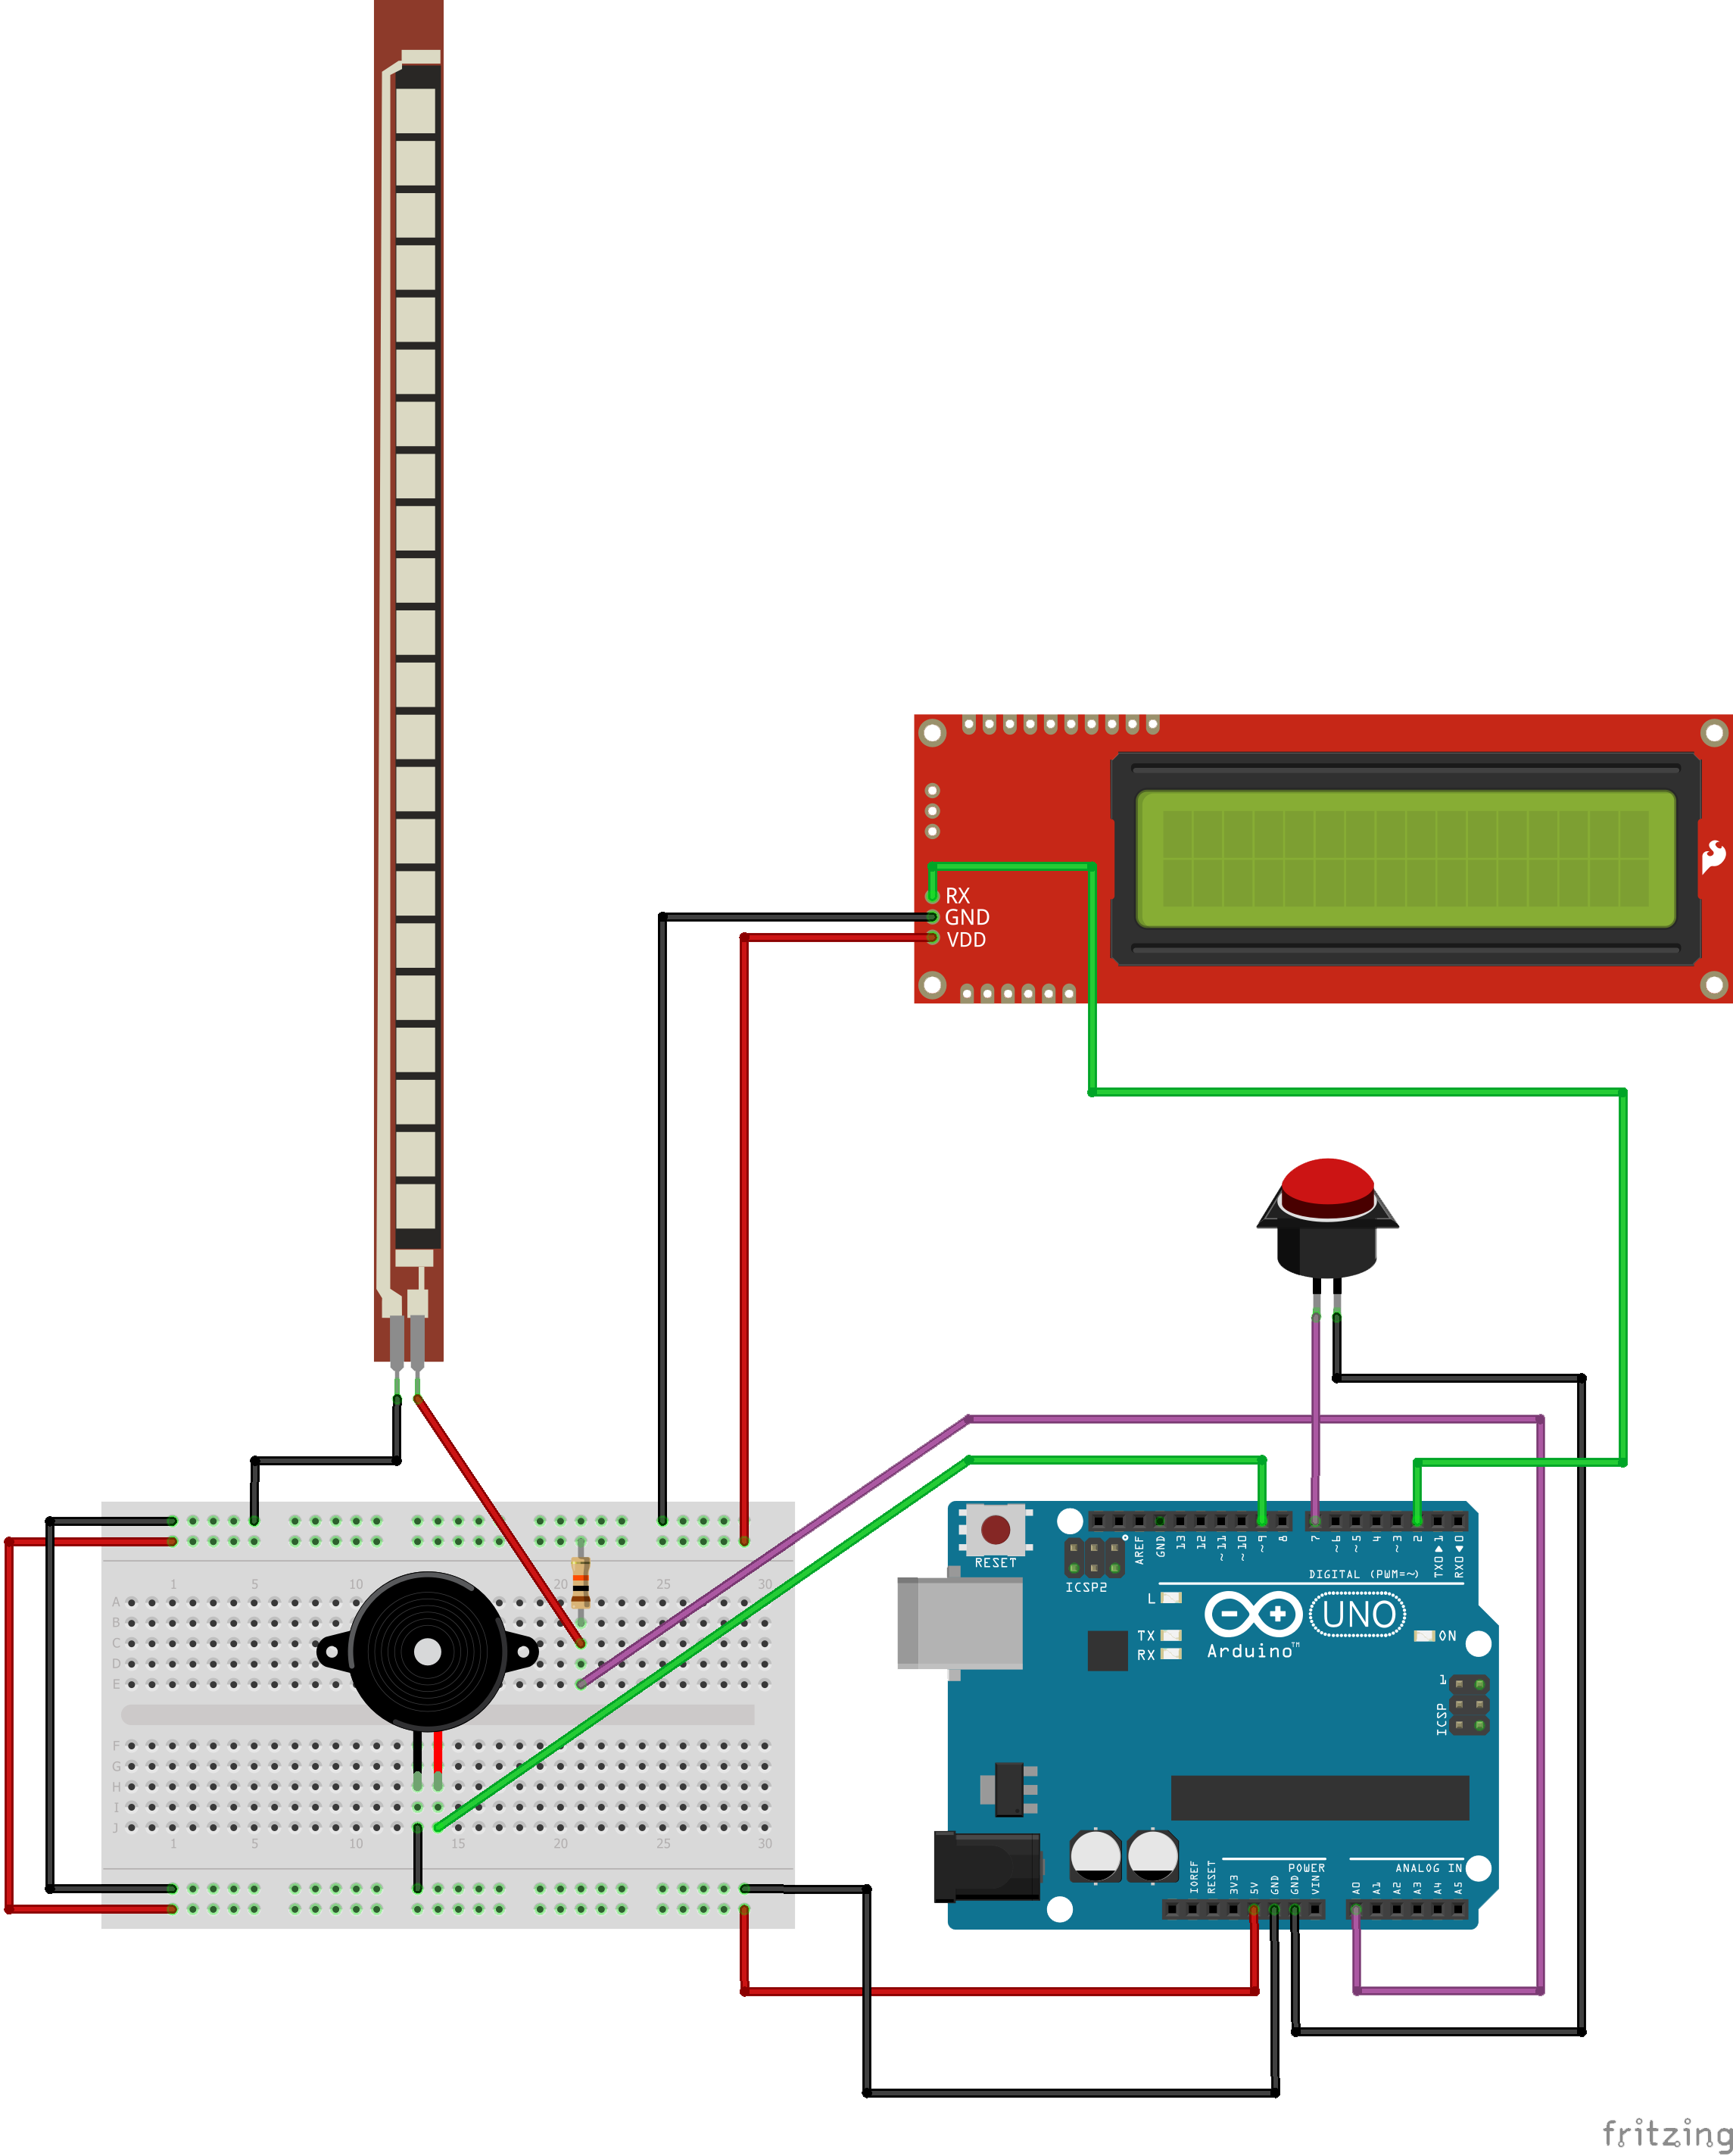 RX
GND
VDD
RESET
ICSP2
AREF
GND
13
12
~11
~10
~9
8
7
~6
~5
4
~3
2
TX0▶1
RX0◀0
DIGITAL (PWM=~)
L
TX
RX
Arduino™
UNO
ON
1
ICSP
IOREF
RESET
3V3
5V
GND
GND
VIN
POWER
A0
A1
A2
A3
A4
A5
ANALOG IN
1 5 10 20 25 30
A
B
C
D
E
F
G
H
I
J
1 5 10 15 20 25 30
fritzing